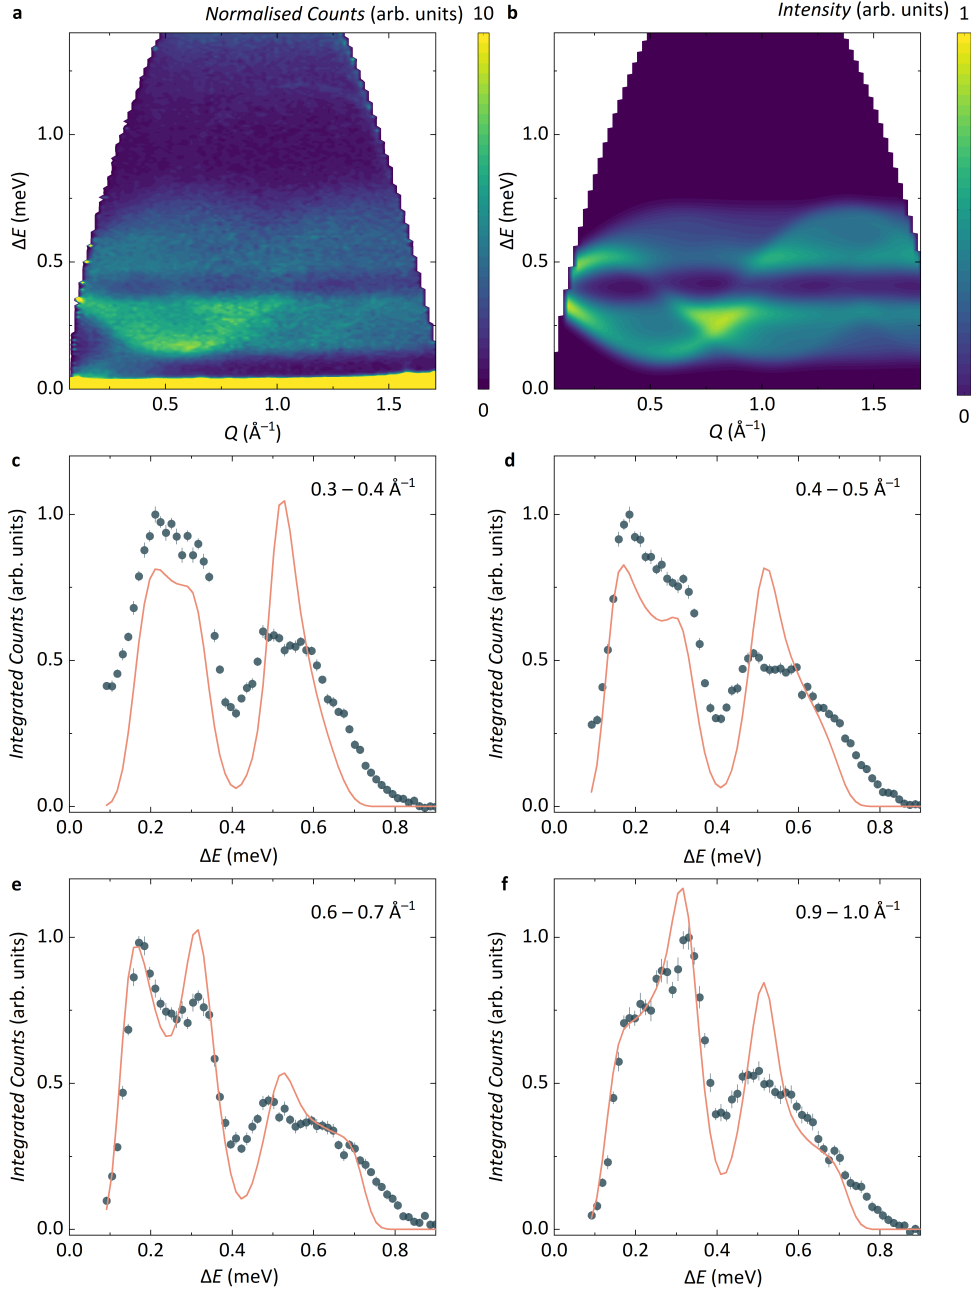 a
Normalised Counts (arb. units) 10
ΔE (meV)
1.0
0.5
0.0
0.5 1.0 1.5
Q (Å⁻¹)
0
b
Intensity (arb. units) 1
ΔE (meV)
1.0
0.5
0.0
0.5 1.0 1.5
Q (Å⁻¹)
0
c
0.3 – 0.4 Å⁻¹
Integrated Counts (arb. units)
1.0
0.5
0.0
0.0 0.2 0.4 0.6 0.8
ΔE (meV)
d
0.4 – 0.5 Å⁻¹
Integrated Counts (arb. units)
1.0
0.5
0.0
0.0 0.2 0.4 0.6 0.8
ΔE (meV)
e
0.6 – 0.7 Å⁻¹
Integrated Counts (arb. units)
1.0
0.5
0.0
0.0 0.2 0.4 0.6 0.8
ΔE (meV)
f
0.9 – 1.0 Å⁻¹
Integrated Counts (arb. units)
1.0
0.5
0.0
0.0 0.2 0.4 0.6 0.8
ΔE (meV)